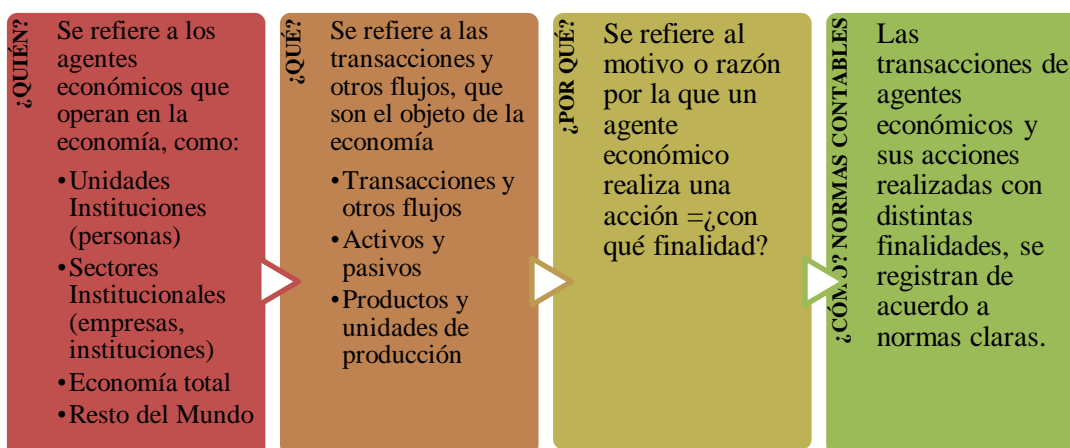 ¿QUIÉN?
Se refiere a los
agentes
económicos que
operan en la
economía, como:
•Unidades
Instituciones
(personas)
•Sectores
Institucionales
(empresas,
instituciones)
•Economía total
•Resto del Mundo
¿QUÉ?
Se refiere a las
transacciones y
otros flujos, que
son el objeto de la
economía
•Transacciones y
otros flujos
•Activos y
pasivos
•Productos y
unidades de
producción
¿POR QUÉ?
Se refiere al
motivo o razón
por la que un
agente
económico
realiza una
acción =¿con
qué finalidad?
¿CÓMO? NORMAS CONTABLES
Las
transacciones de
agentes
económicos y
sus acciones
realizadas con
distintas
finalidades, se
registran de
acuerdo a
normas claras.